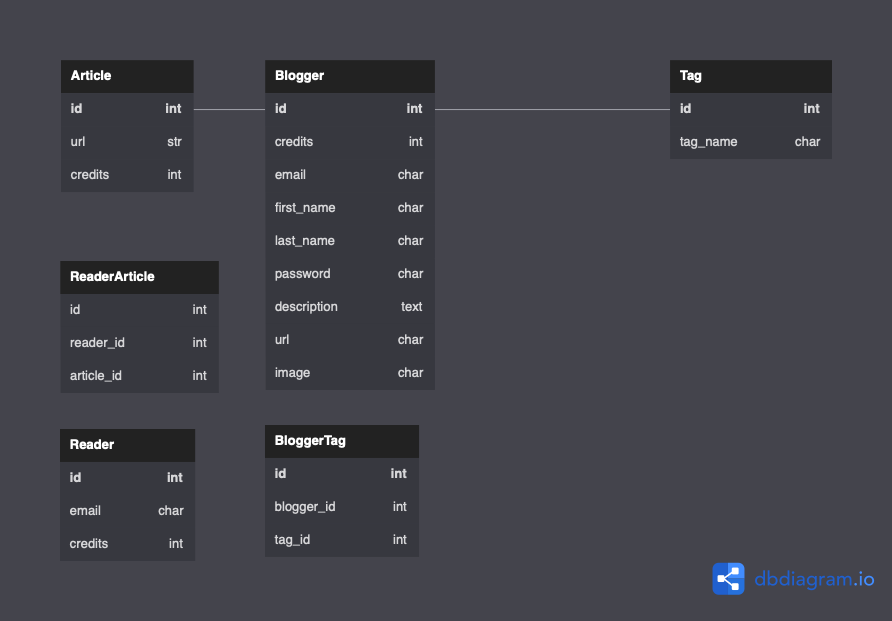 Article
id int
url str
credits int
Blogger
id int
credits int
email char
first_name char
last_name char
password char
description text
url char
image char
Tag
id int
tag_name char
ReaderArticle
id int
reader_id int
article_id int
Reader
id int
email char
credits int
BloggerTag
id int
blogger_id int
tag_id int
dbdiagram.io